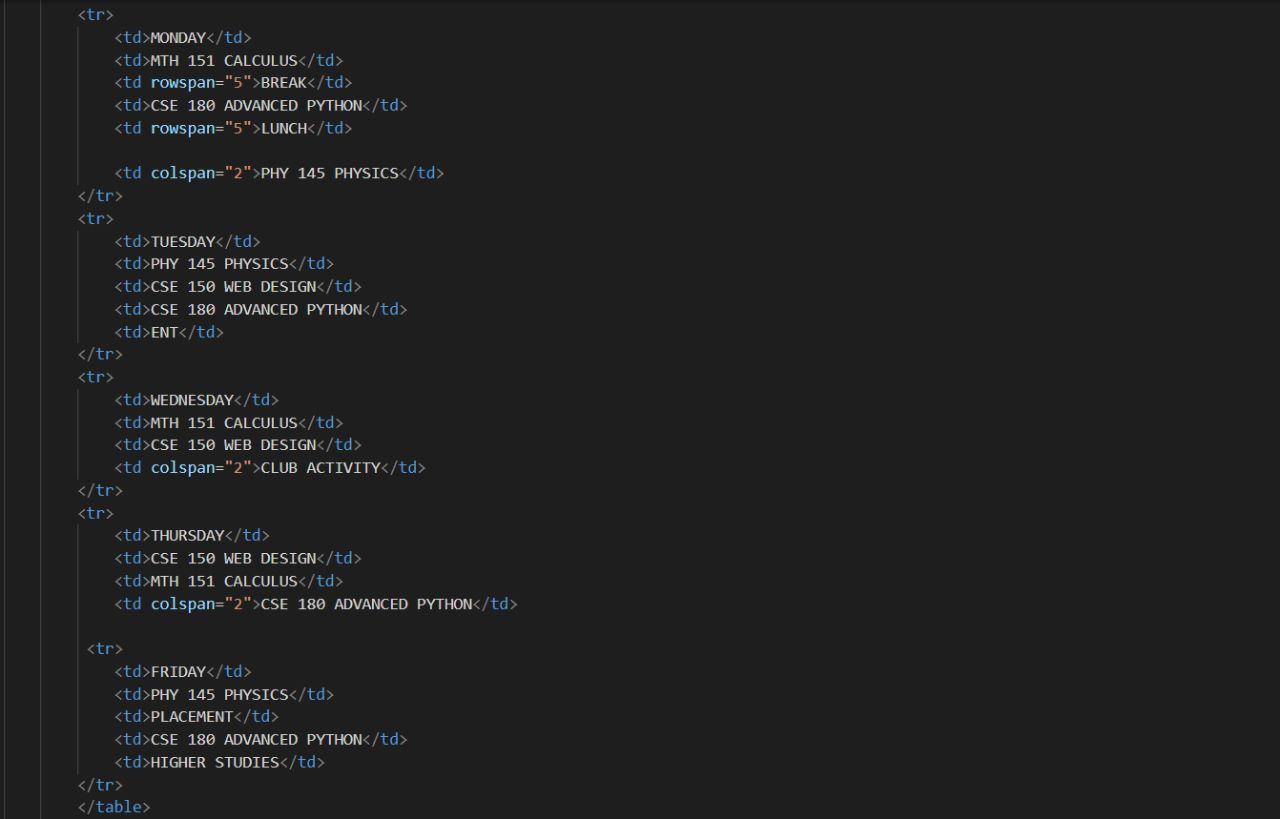 <tr>
<td>MONDAY</td>
<td>MTH 151 CALCULUS</td>
<td rowspan="5">BREAK</td>
<td>CSE 180 ADVANCED PYTHON</td>
<td rowspan="5">LUNCH</td>
<td colspan="2">PHY 145 PHYSICS</td>
</tr>
<tr>
<td>TUESDAY</td>
<td>PHY 145 PHYSICS</td>
<td>CSE 150 WEB DESIGN</td>
<td>CSE 180 ADVANCED PYTHON</td>
<td>ENT</td>
</tr>
<tr>
<td>WEDNESDAY</td>
<td>MTH 151 CALCULUS</td>
<td>CSE 150 WEB DESIGN</td>
<td colspan="2">CLUB ACTIVITY</td>
</tr>
<tr>
<td>THURSDAY</td>
<td>CSE 150 WEB DESIGN</td>
<td>MTH 151 CALCULUS</td>
<td colspan="2">CSE 180 ADVANCED PYTHON</td>
<tr>
<td>FRIDAY</td>
<td>PHY 145 PHYSICS</td>
<td>PLACEMENT</td>
<td>CSE 180 ADVANCED PYTHON</td>
<td>HIGHER STUDIES</td>
</tr>
</table>